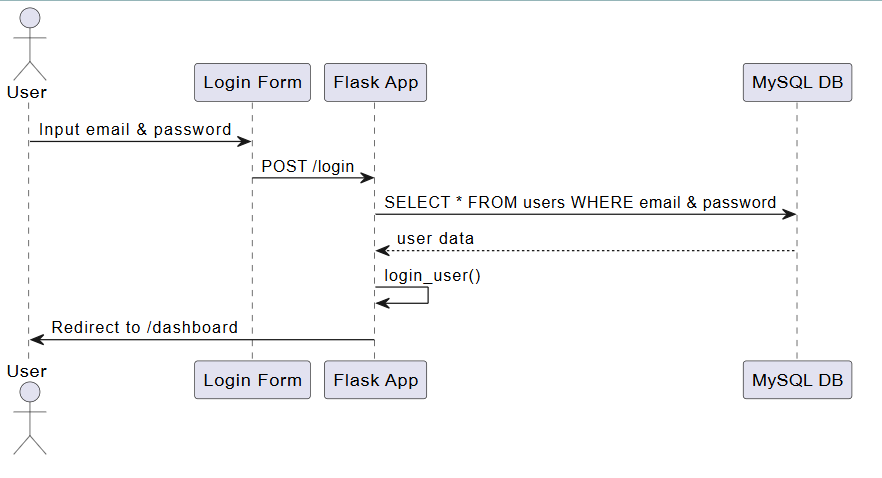 User
Login Form
Flask App
MySQL DB
Input email & password
POST /login
SELECT * FROM users WHERE email & password
user data
login_user()
Redirect to /dashboard
User
Login Form
Flask App
MySQL DB